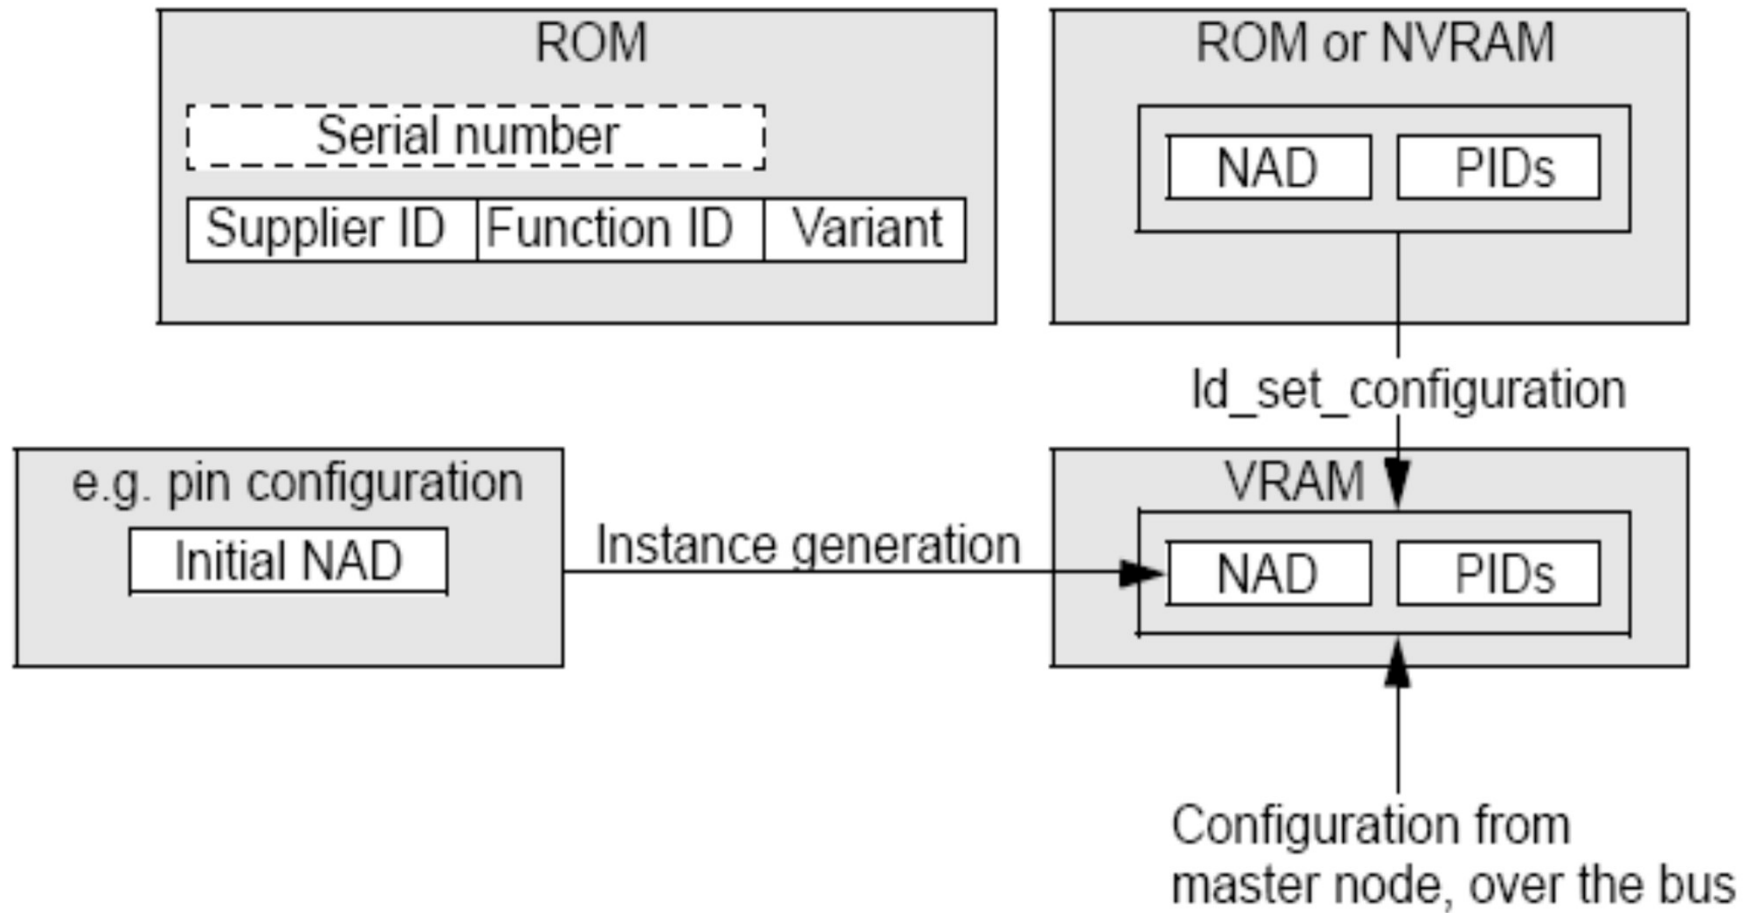 ROM
Serial number
Supplier ID Function ID Variant
ROM or NVRAM
NAD PIDs
ld_set_configuration
e.g. pin configuration
Initial NAD
Instance generation
VRAM
NAD PIDs
Configuration from
master node, over the bus